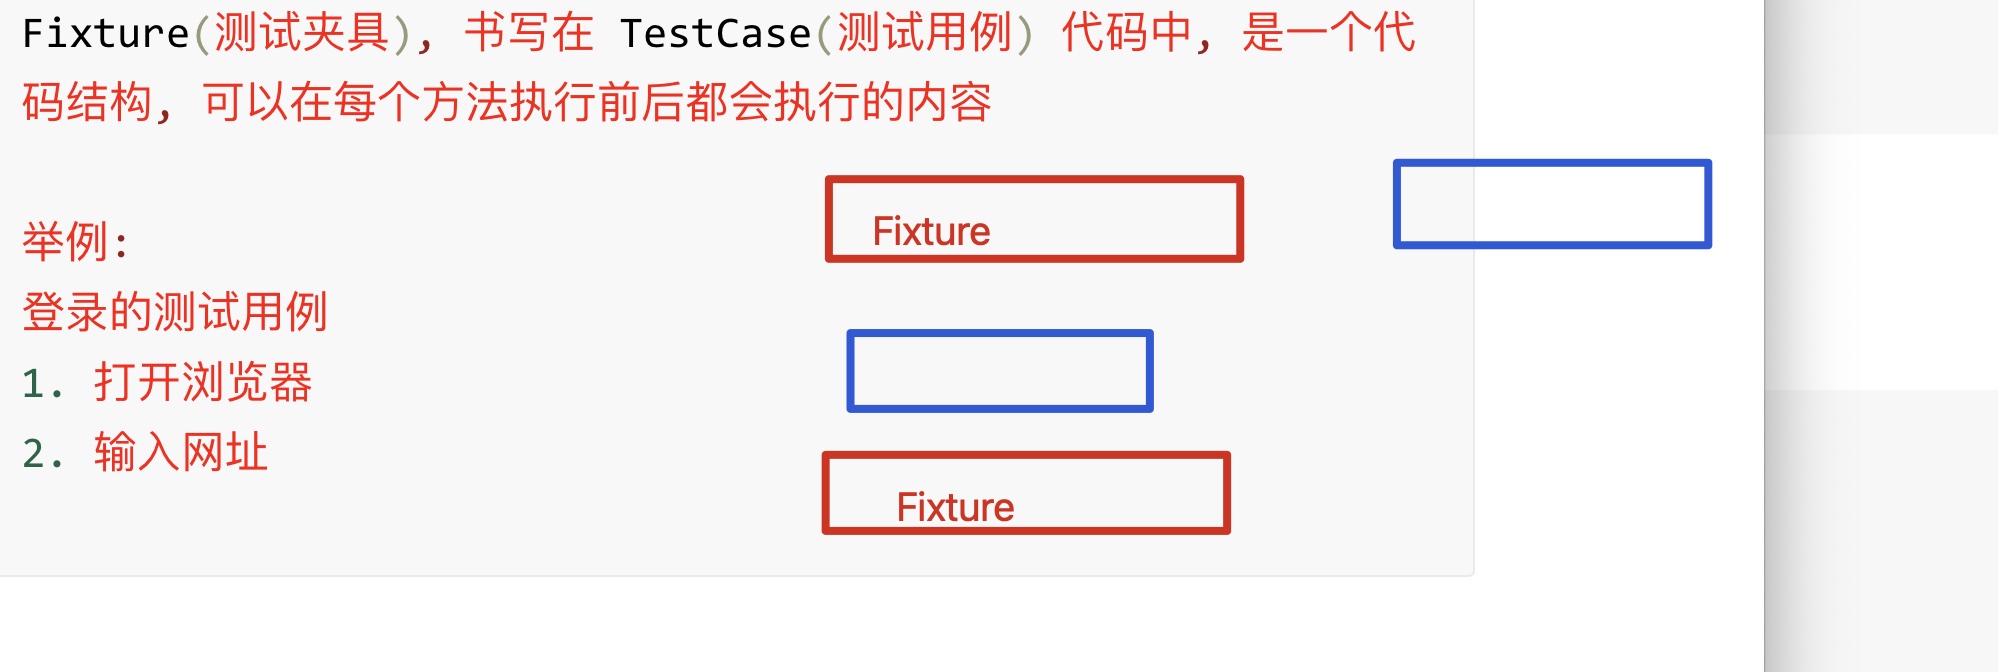 Fixture(测试夹具), 书写在 TestCase(测试用例) 代码中, 是一个代
码结构, 可以在每个方法执行前后都会执行的内容
举例:
登录的测试用例
1. 打开浏览器
2. 输入网址
Fixture
Fixture